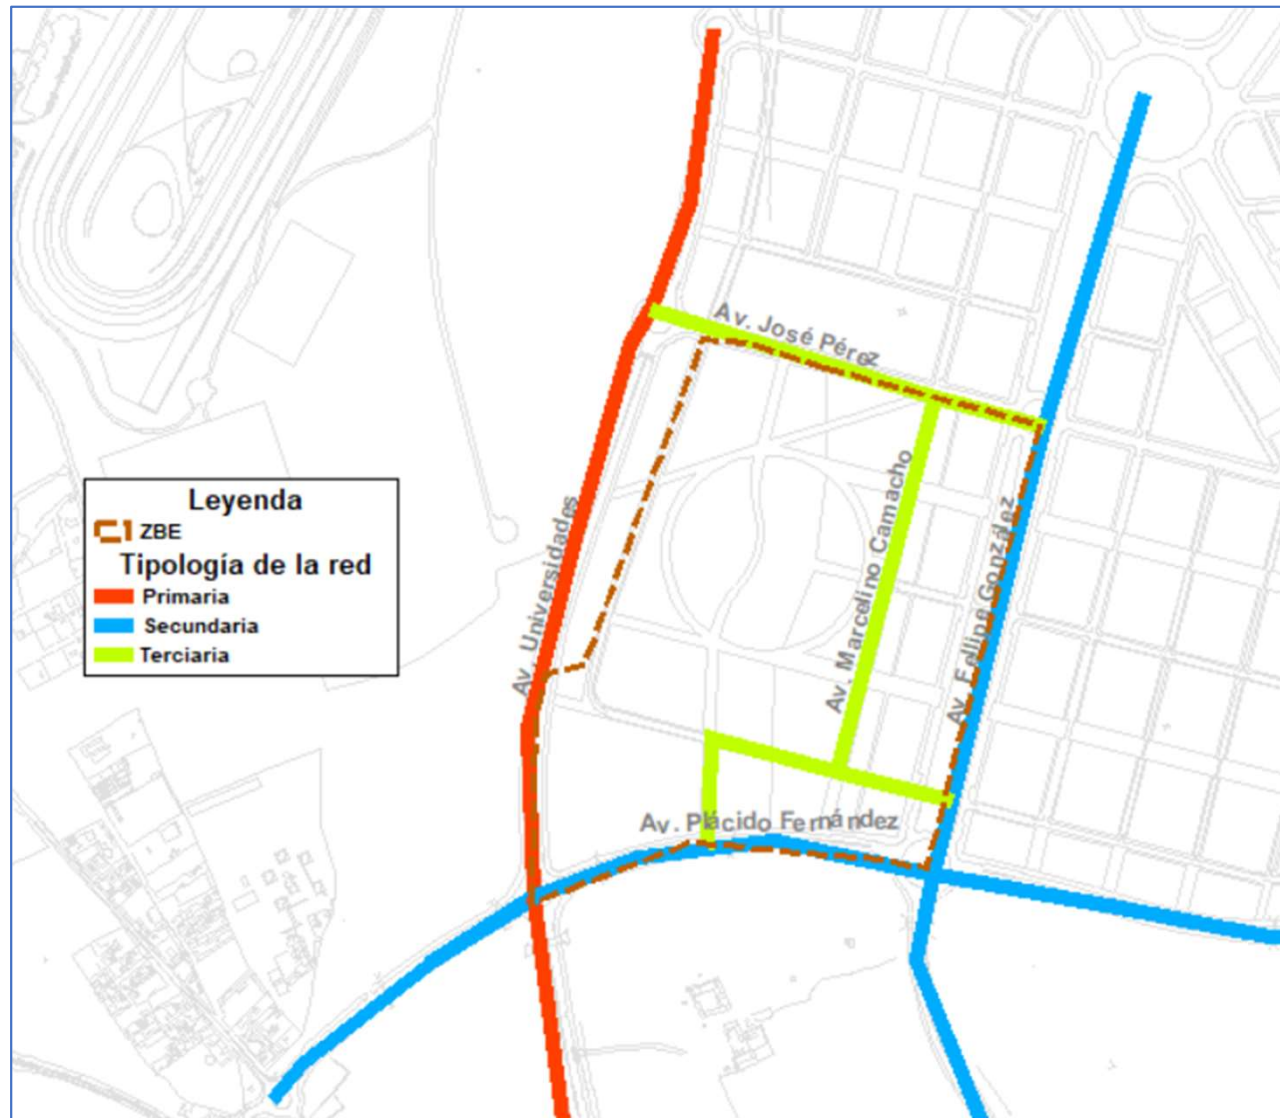 Av. José Pérez
Av. Marcelino Camacho
Av. Universidades
Av. Fellipe González
Av. Plácido Fernández
Leyenda
ZBE
Tipología de la red
Primaria
Secundaria
Terciaria